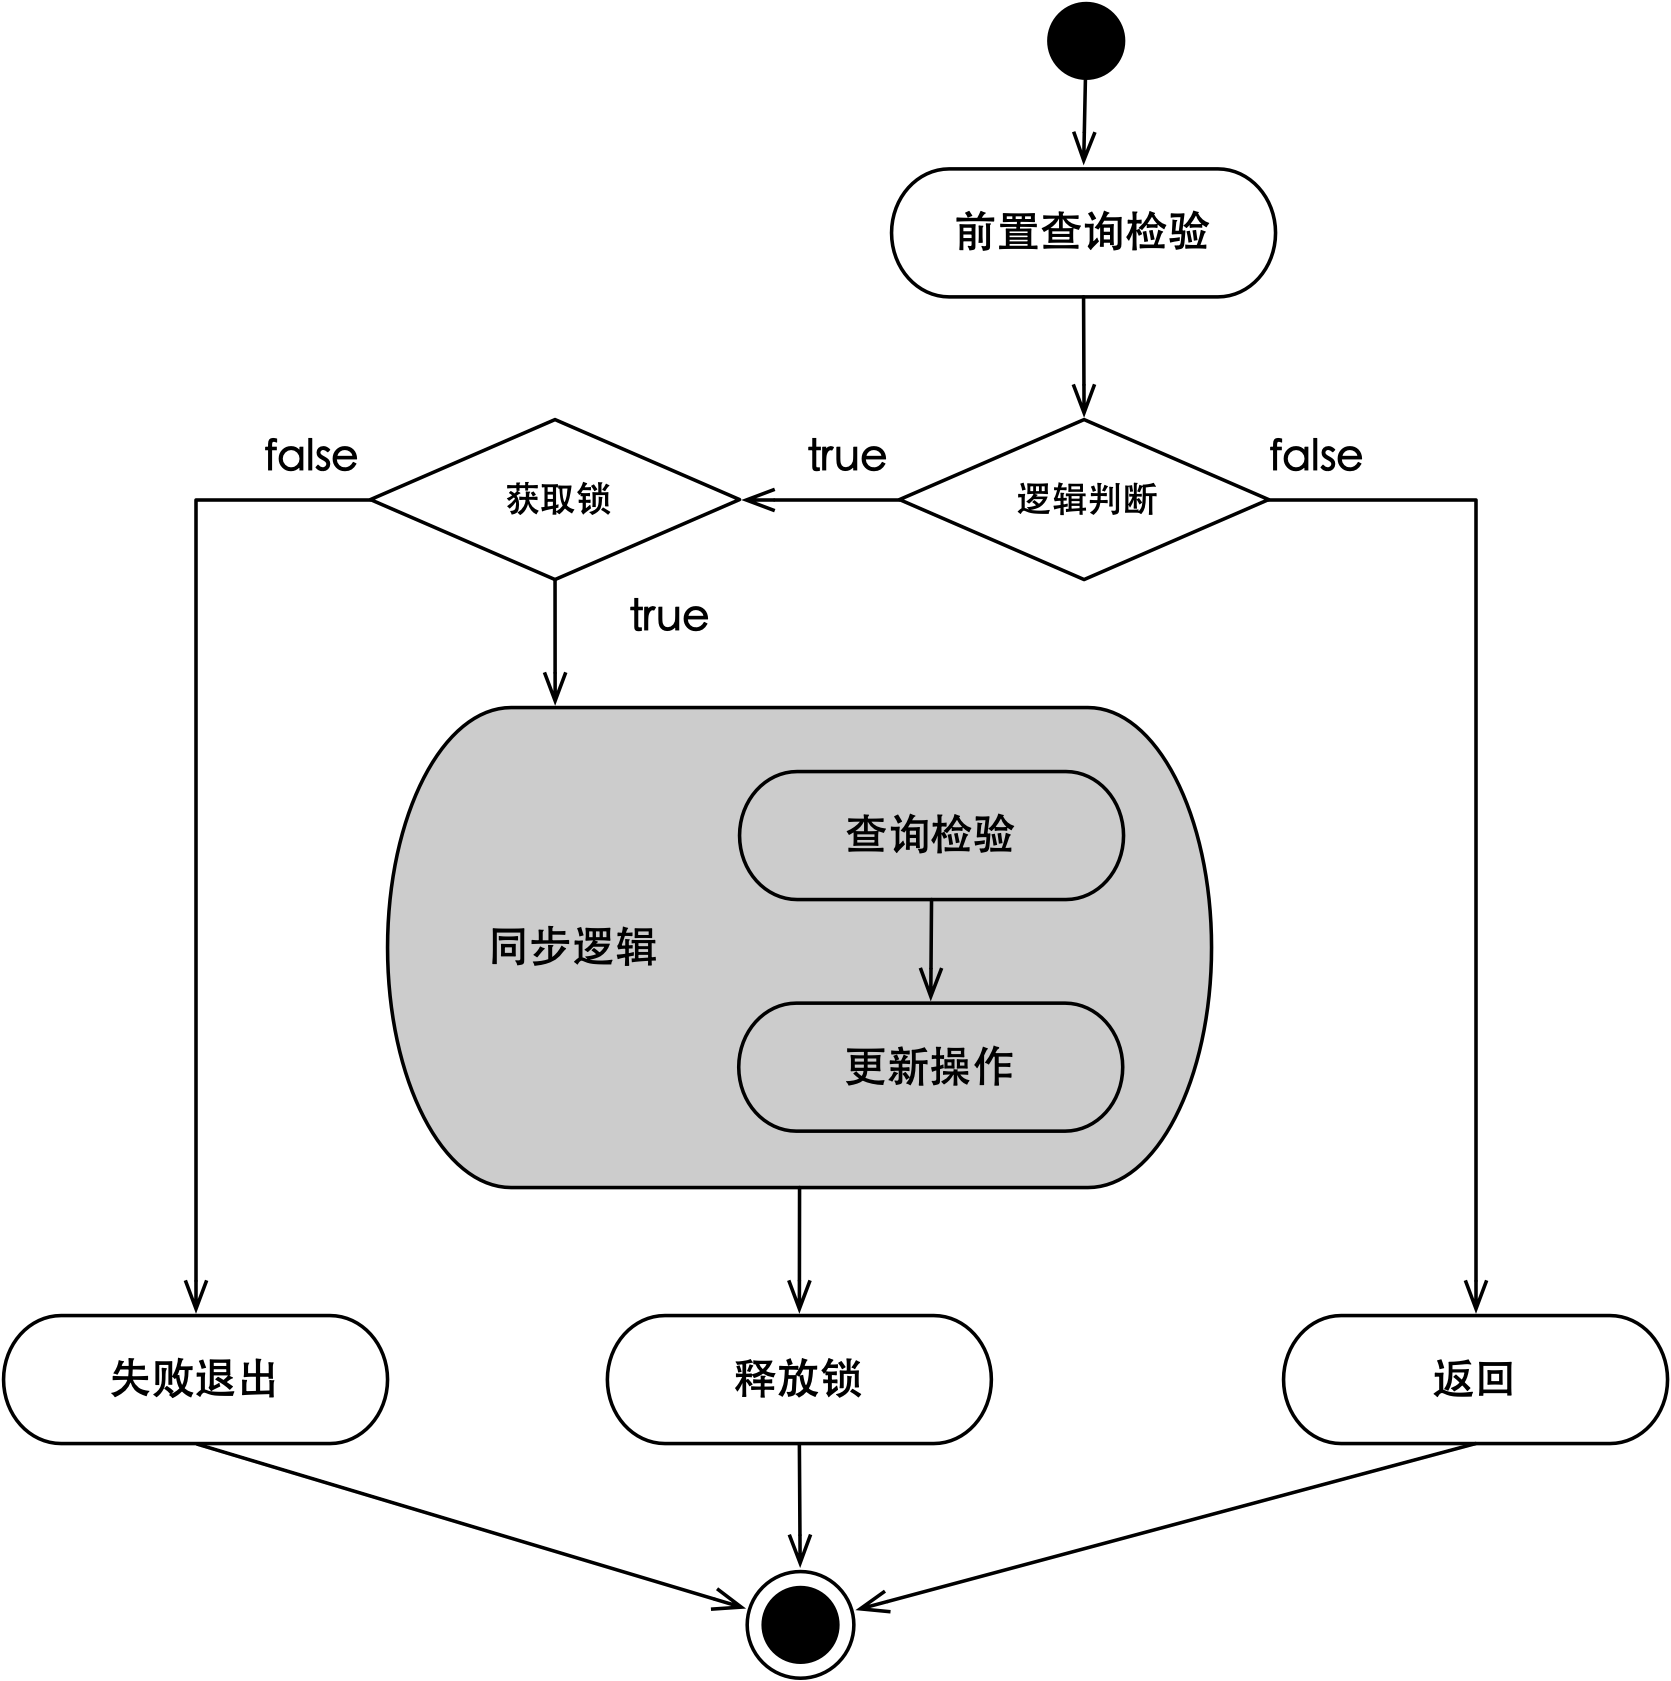 前置查询检验
false
true
false
获取锁
逻辑判断
true
查询检验
同步逻辑
更新操作
失败退出
释放锁
返回